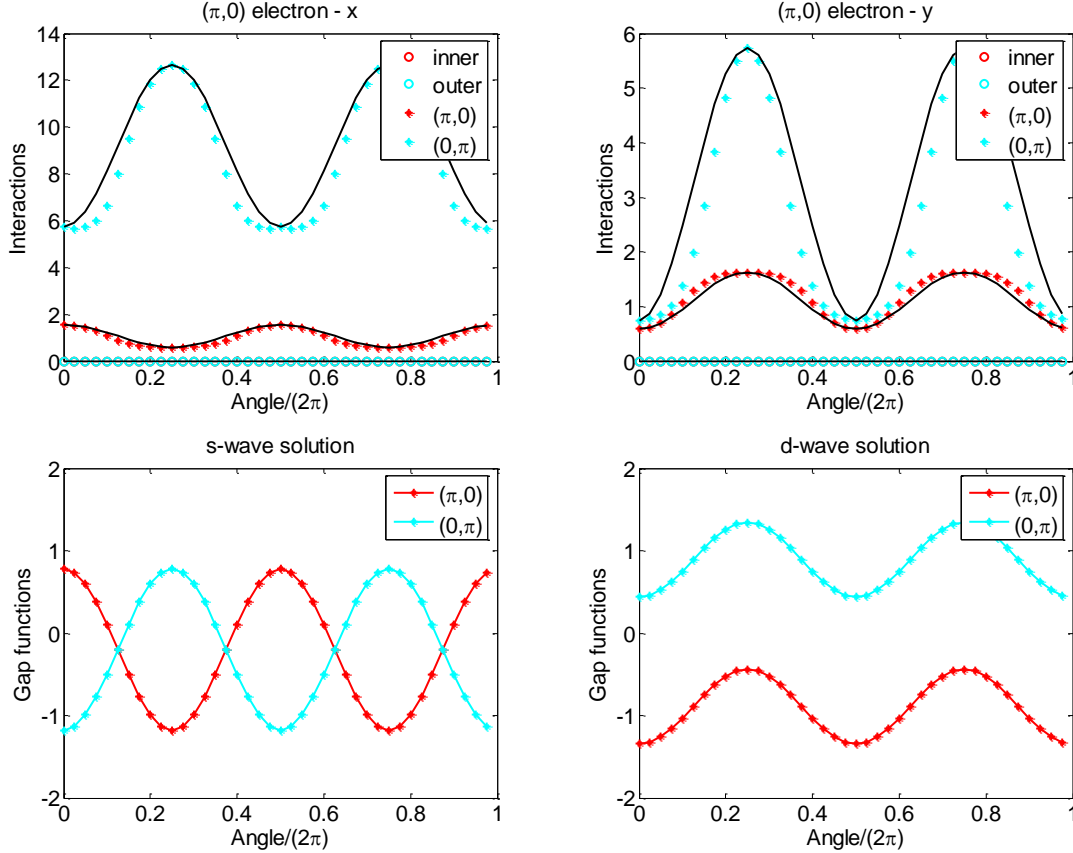 (π,0) electron - x
14
12
10
8
6
4
2
0
Interactions
0 0.2 0.4 0.6 0.8 1
Angle/(2π)
inner
outer
(π,0)
(0,π)
(π,0) electron - y
6
5
4
3
2
1
0
Interactions
0 0.2 0.4 0.6 0.8 1
Angle/(2π)
inner
outer
(π,0)
(0,π)
s-wave solution
2
1
0
-1
-2
Gap functions
0 0.2 0.4 0.6 0.8 1
Angle/(2π)
(π,0)
(0,π)
d-wave solution
2
1
0
-1
-2
Gap functions
0 0.2 0.4 0.6 0.8 1
Angle/(2π)
(π,0)
(0,π)